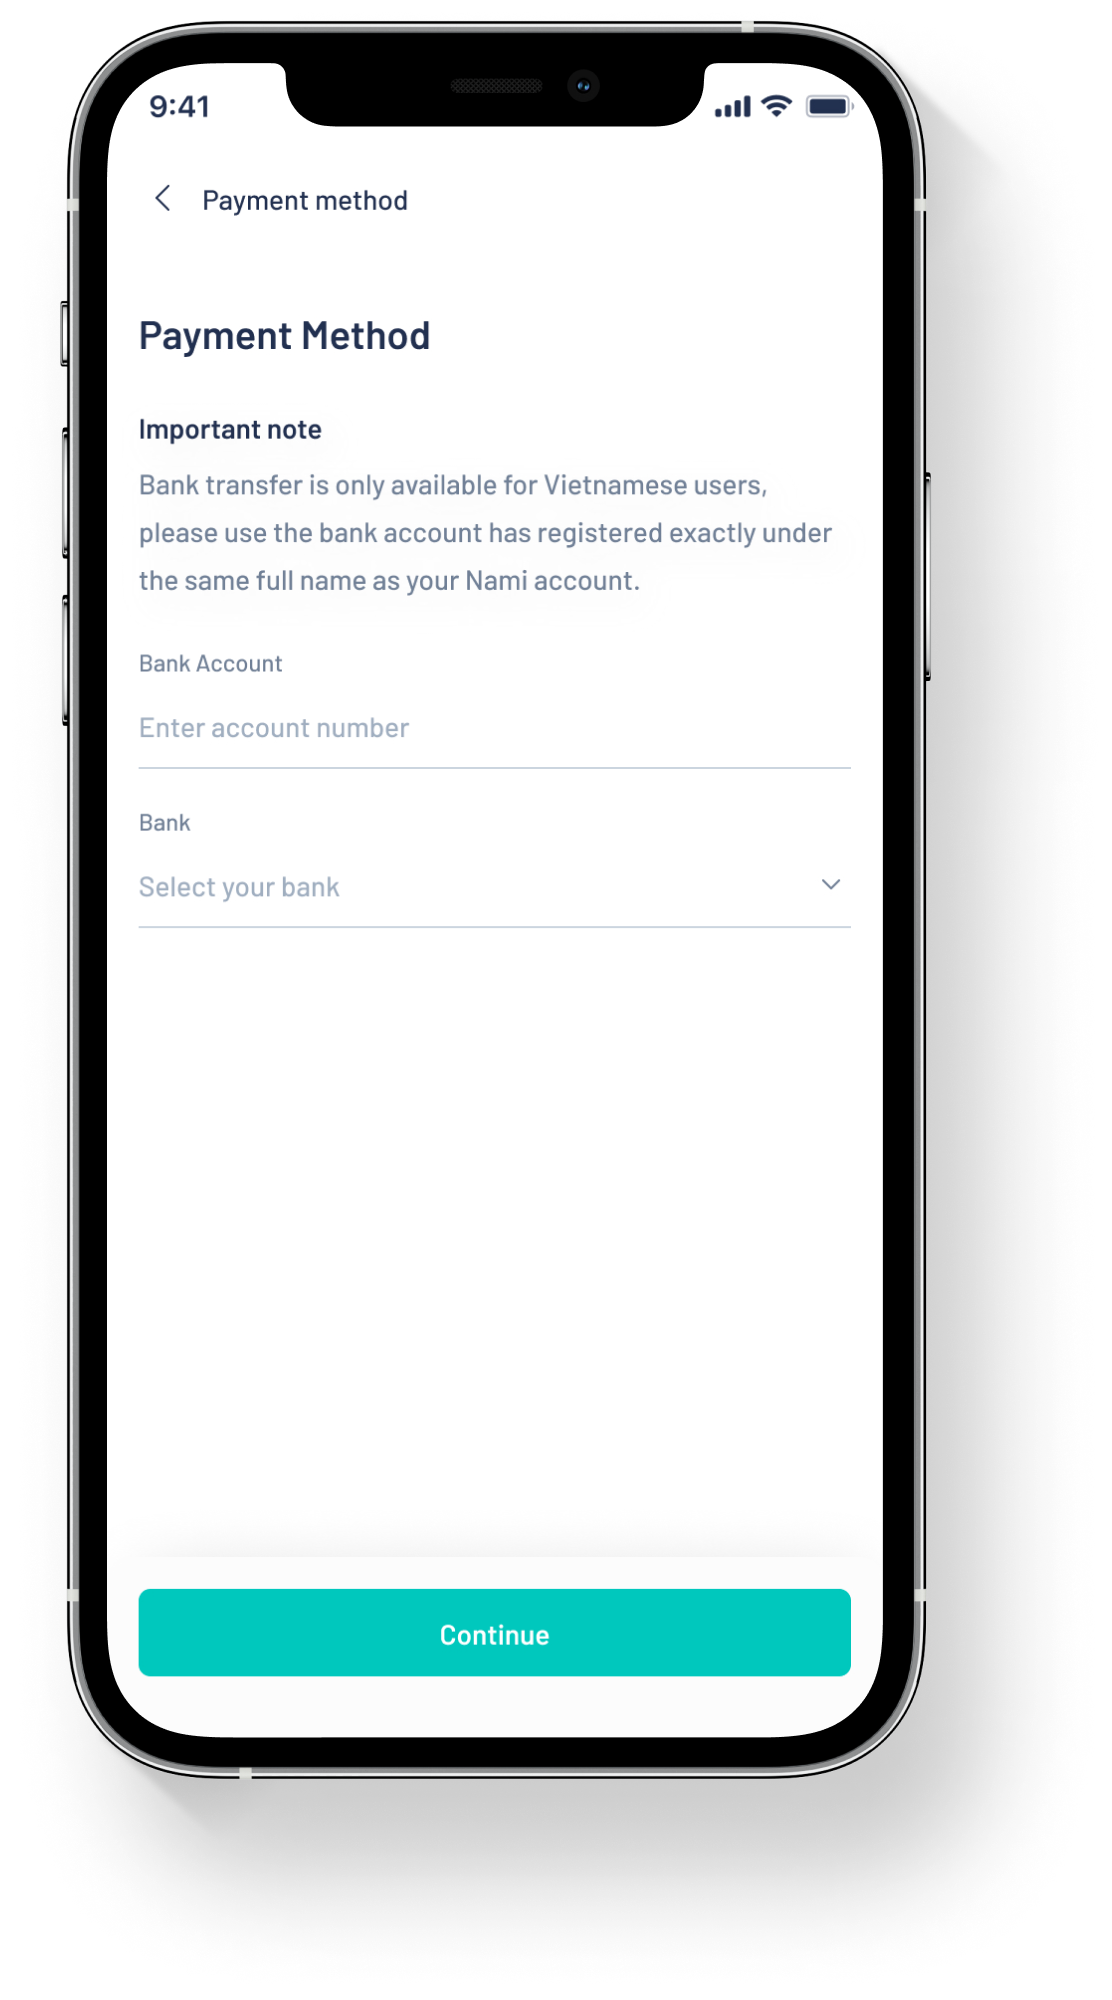 9:41
Payment method
Payment Method
Important note
Bank transfer is only available for Vietnamese users,
please use the bank account has registered exactly under
the same full name as your Nami account.
Bank Account
Enter account number
Bank
Select your bank
Continue